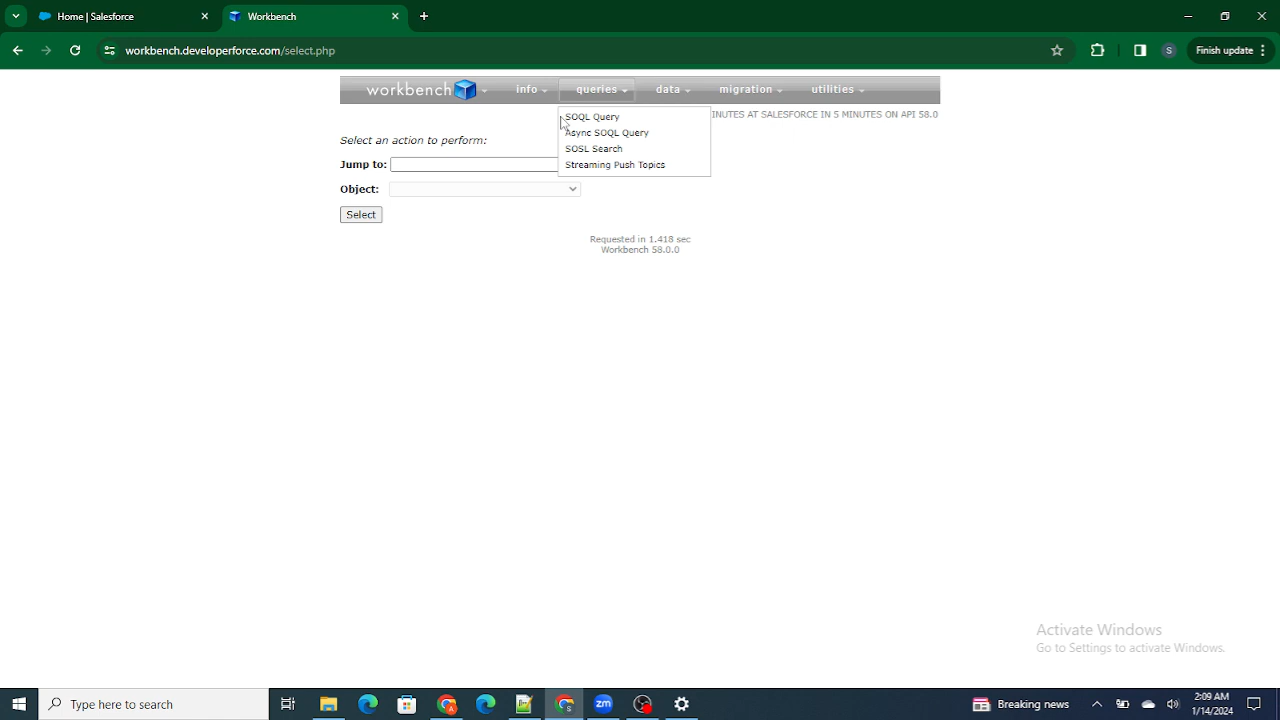 Home | Salesforce
Workbench
workbench.developerforce.com/select.php
S
Finish update
workbench
info
queries
data
migration
utilities
INUTES AT SALESFORCE IN 5 MINUTES ON API 58.0
SOQL Query
Async SOQL Query
SOSL Search
Streaming Push Topics
Select an action to perform:
Jump to:
Object:
Select
Requested in 1.418 sec
Workbench 58.0.0
Activate Windows
Go to Settings to activate Windows.
Type here to search
zm
Breaking news
2:09 AM
1/14/2024